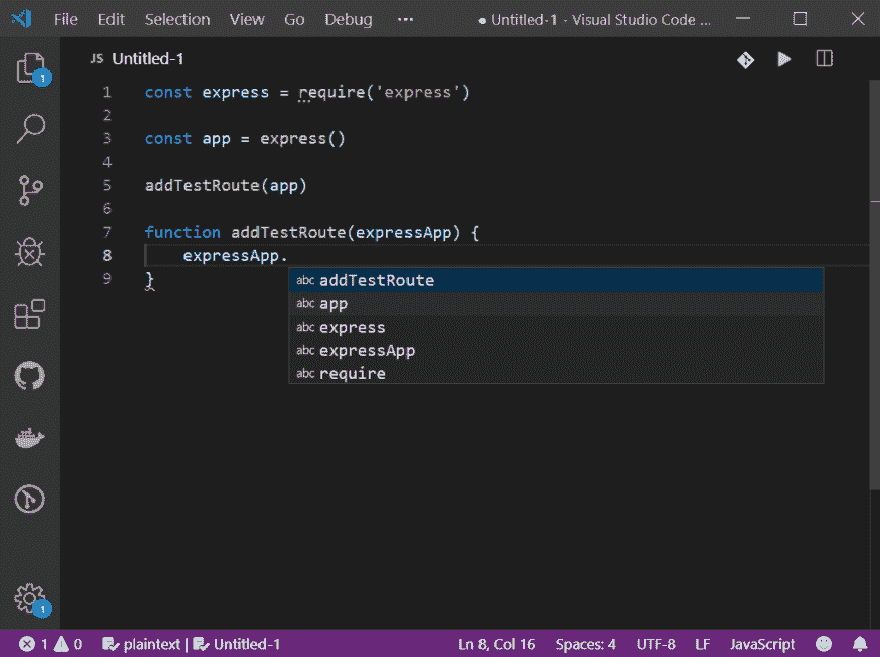 File Edit Selection View Go Debug ··· ● Untitled-1 - Visual Studio Code ...
JS Untitled-1
1 const express = require('express')
2
3 const app = express()
4
5 addTestRoute(app)
6
7 function addTestRoute(expressApp) {
8 expressApp.
9 }
abc addTestRoute
abc app
abc express
abc expressApp
abc require
1
1
1 0 plaintext | Untitled-1 Ln 8, Col 16 Spaces: 4 UTF-8 LF JavaScript